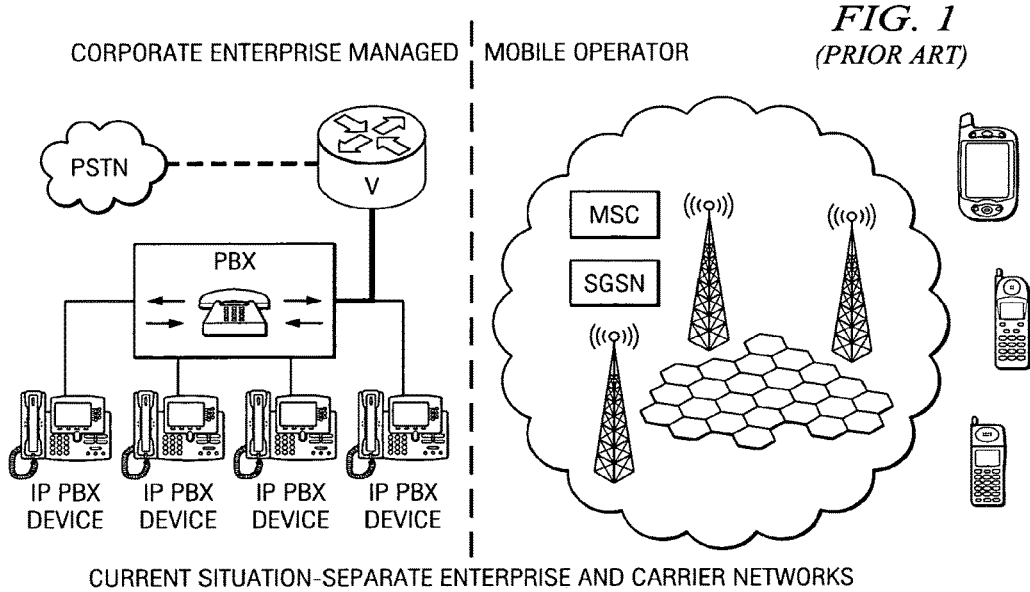 FIG. 1
(PRIOR ART)
CORPORATE ENTERPRISE MANAGED
MOBILE OPERATOR
PSTN
V
MSC
PBX
SGSN
IP PBX
DEVICE
IP PBX
DEVICE
IP PBX
DEVICE
IP PBX
DEVICE
CURRENT SITUATION-SEPARATE ENTERPRISE AND CARRIER NETWORKS